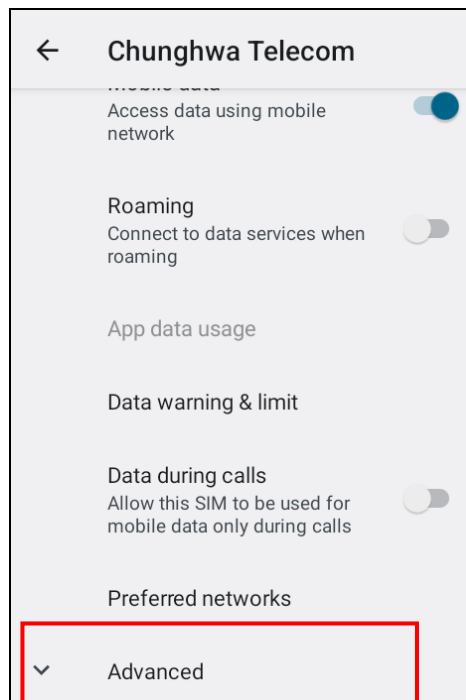 Chunghwa Telecom
Mobile data
Access data using mobile
network
Roaming
Connect to data services when
roaming
App data usage
Data warning & limit
Data during calls
Allow this SIM to be used for
mobile data only during calls
Preferred networks
Advanced